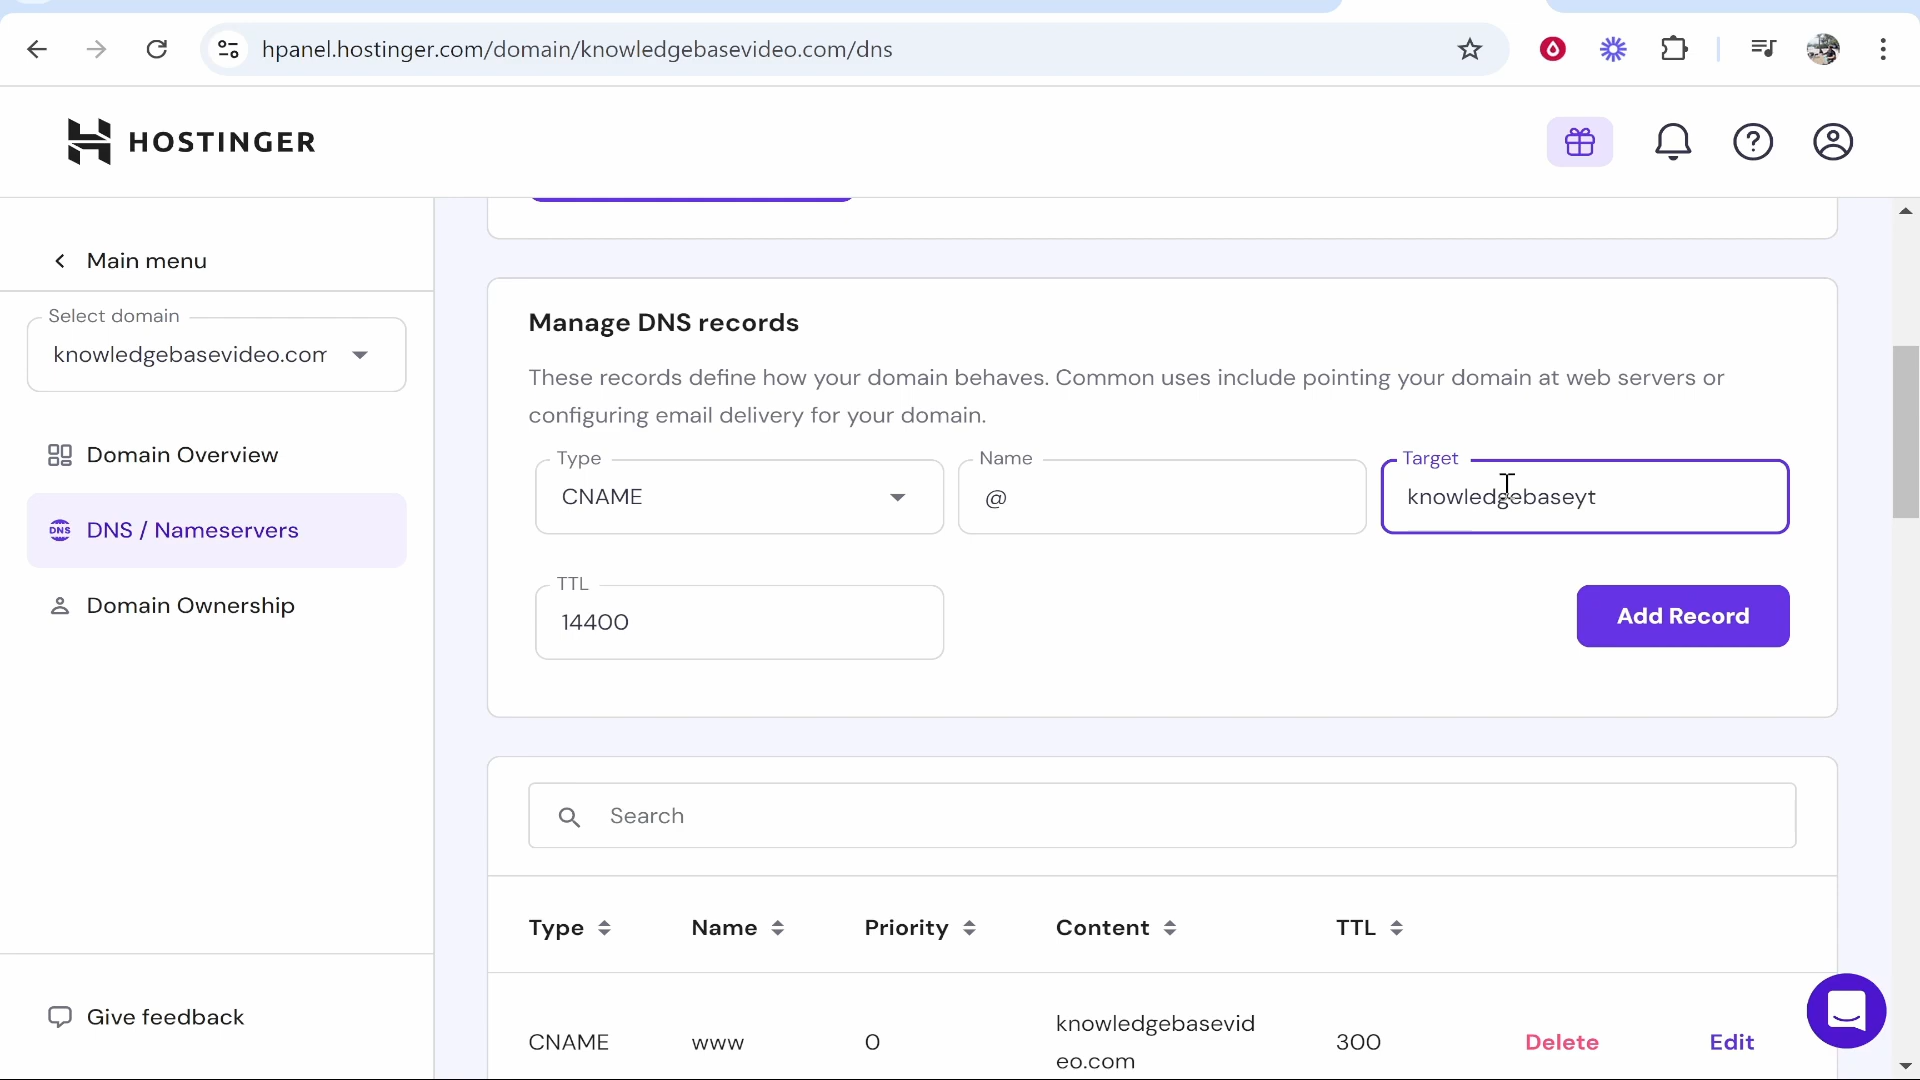 hpanel.hostinger.com/domain/knowledgebasevideo.com/dns
HOSTINGER
Main menu
Select domain
knowledgebasevideo.com
Domain Overview
DNS DNS / Nameservers
Domain Ownership
Give feedback
Manage DNS records
These records define how your domain behaves. Common uses include pointing your domain at web servers or
configuring email delivery for your domain.
Type Name Target
CNAME @ knowledgebaseyt
TTL
14400
Add Record
Search
Type Name Priority Content TTL
CNAME www 0 knowledgebasevid
eo.com 300 Delete Edit